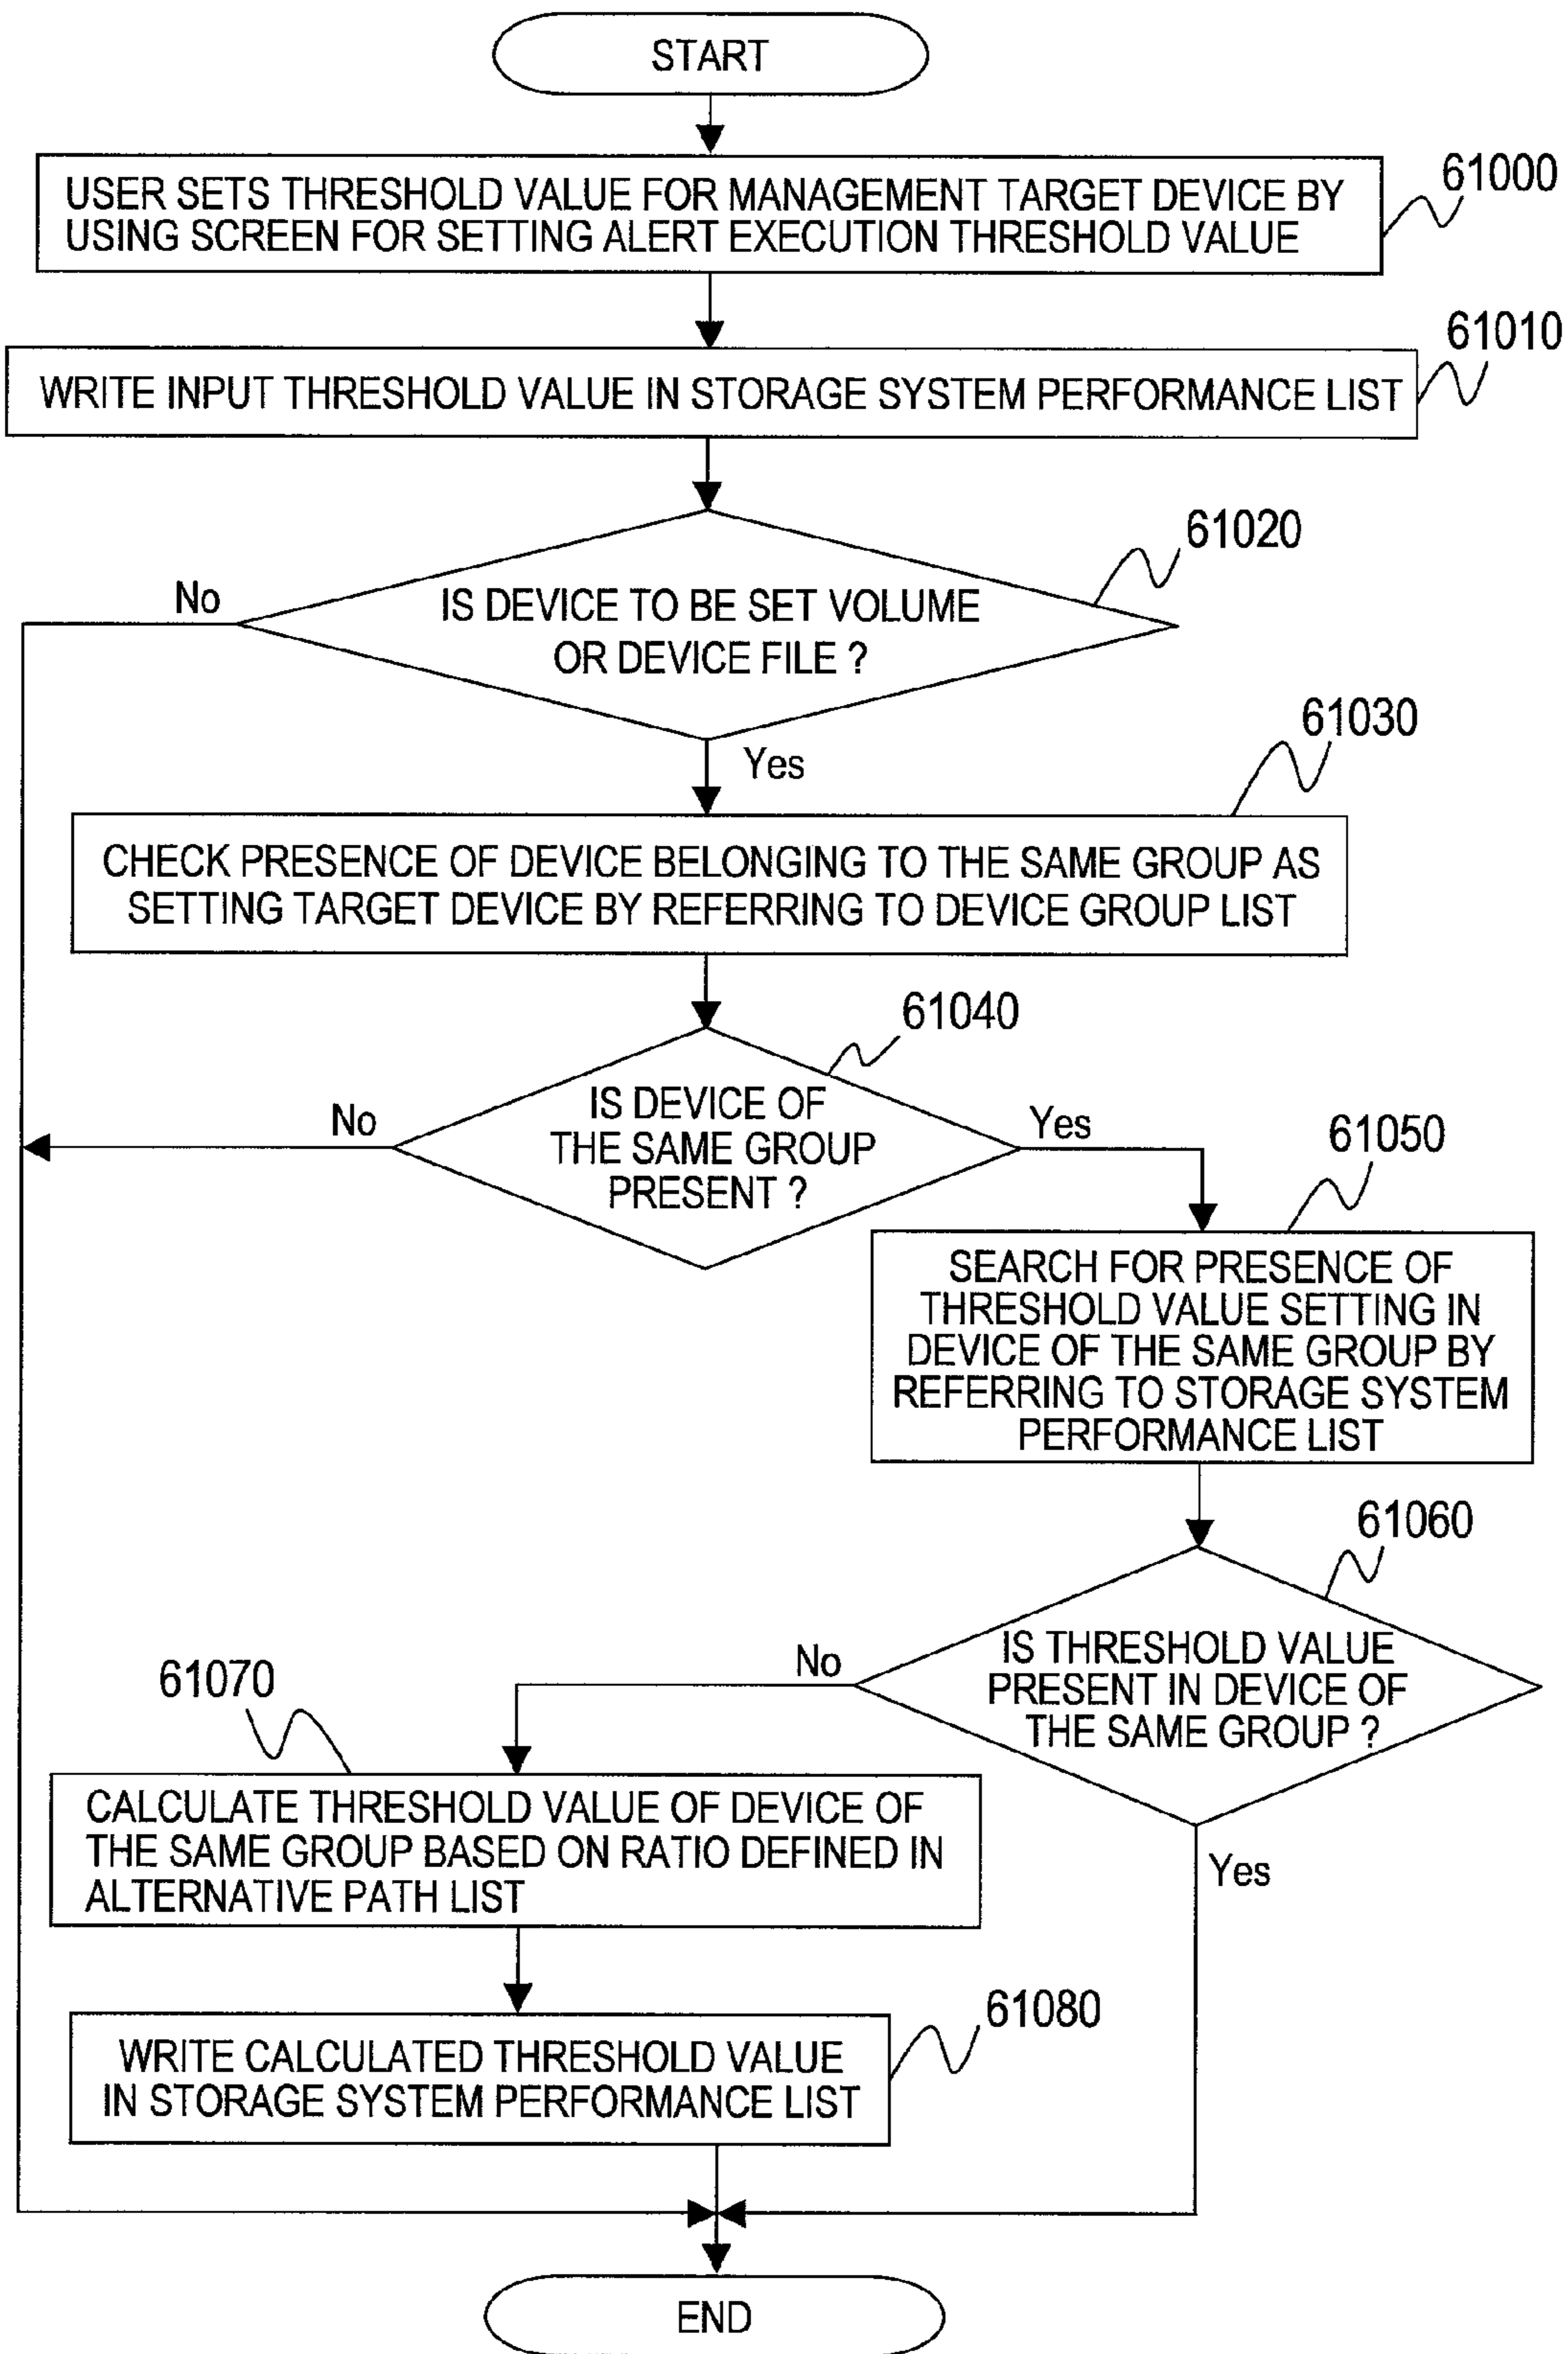 START
61000
USER SETS THRESHOLD VALUE FOR MANAGEMENT TARGET DEVICE BY
USING SCREEN FOR SETTING ALERT EXECUTION THRESHOLD VALUE
61010
WRITE INPUT THRESHOLD VALUE IN STORAGE SYSTEM PERFORMANCE LIST
61020
No
IS DEVICE TO BE SET VOLUME
OR DEVICE FILE ?
61030
Yes
CHECK PRESENCE OF DEVICE BELONGING TO THE SAME GROUP AS
SETTING TARGET DEVICE BY REFERRING TO DEVICE GROUP LIST
61040
No
IS DEVICE OF
THE SAME GROUP
PRESENT ?
Yes
61050
SEARCH FOR PRESENCE OF
THRESHOLD VALUE SETTING IN
DEVICE OF THE SAME GROUP BY
REFERRING TO STORAGE SYSTEM
PERFORMANCE LIST
61060
No
IS THRESHOLD VALUE
PRESENT IN DEVICE OF
THE SAME GROUP ?
61070
CALCULATE THRESHOLD VALUE OF DEVICE OF
THE SAME GROUP BASED ON RATIO DEFINED IN
ALTERNATIVE PATH LIST
Yes
61080
WRITE CALCULATED THRESHOLD VALUE
IN STORAGE SYSTEM PERFORMANCE LIST
END